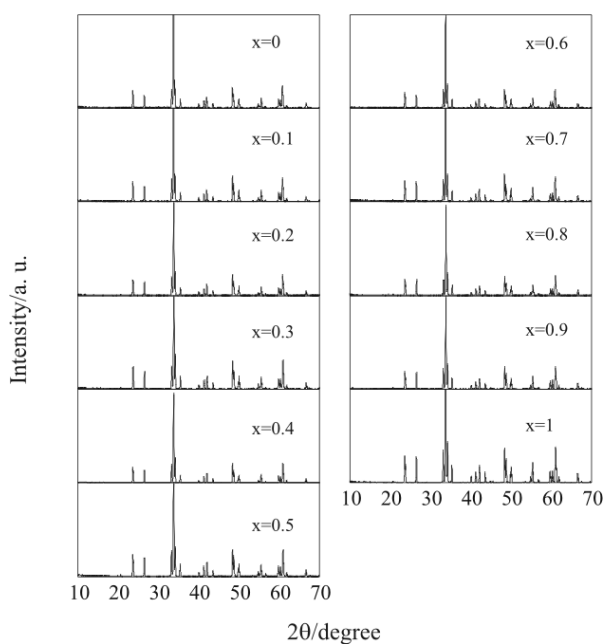 x=0
x=0.1
x=0.2
x=0.3
x=0.4
x=0.5
10 20 30 40 50 60 70
x=0.6
x=0.7
x=0.8
x=0.9
x=1
10 20 30 40 50 60 70
Intensity/a. u.
2θ/degree